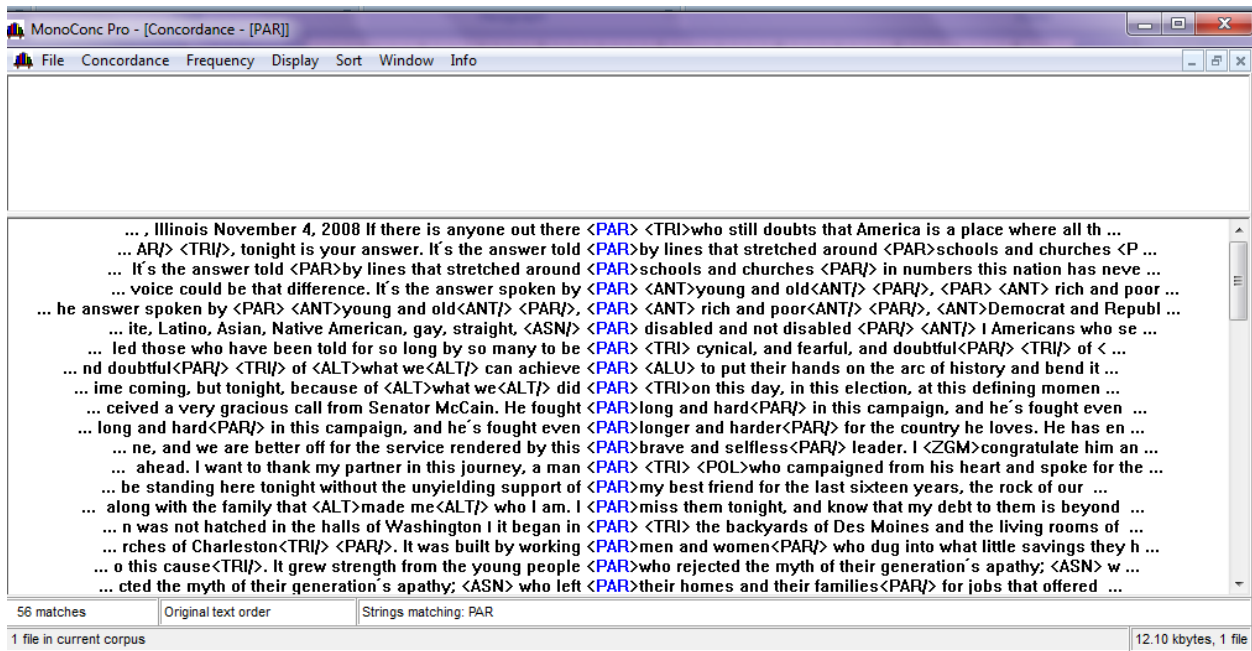 MonoConc Pro - [Concordance - [PAR]]
File Concordance Frequency Display Sort Window Info
... , Illinois November 4, 2008 If there is anyone out there <PAR> <TRI>who still doubts that America is a place where all th ...
... AR/> <TRI/>, tonight is your answer. It´s the answer told <PAR>by lines that stretched around <PAR>schools and churches <P ...
... It´s the answer told <PAR>by lines that stretched around <PAR>schools and churches <PAR/> in numbers this nation has neve ...
... voice could be that difference. It´s the answer spoken by <PAR> <ANT>young and old<ANT/> <PAR/>, <PAR> <ANT> rich and poor ...
... he answer spoken by <PAR> <ANT>young and old<ANT/> <PAR/>, <PAR> <ANT> rich and poor<ANT/> <PAR/>, <ANT>Democrat and Republ ...
... ite, Latino, Asian, Native American, gay, straight, <ASN/> <PAR> disabled and not disabled <PAR/> <ANT/> I Americans who se ...
... led those who have been told for so long by so many to be <PAR> <TRI> cynical, and fearful, and doubtful<PAR/> <TRI/> of < ...
... nd doubtful<PAR/> <TRI/> of <ALT>what we<ALT/> can achieve <PAR> <ALU> to put their hands on the arc of history and bend it ...
... ime coming, but tonight, because of <ALT>what we<ALT/> did <PAR> <TRI>on this day, in this election, at this defining momen ...
... ceived a very gracious call from Senator McCain. He fought <PAR>long and hard<PAR/> in this campaign, and he´s fought even ...
... long and hard<PAR/> in this campaign, and he´s fought even <PAR>longer and harder<PAR/> for the country he loves. He has en ...
... ne, and we are better off for the service rendered by this <PAR>brave and selfless<PAR/> leader. I <ZGM>congratulate him an ...
... ahead. I want to thank my partner in this journey, a man <PAR> <TRI> <POL>who campaigned from his heart and spoke for the ...
... be standing here tonight without the unyielding support of <PAR>my best friend for the last sixteen years, the rock of our ...
... along with the family that <ALT>made me<ALT/> who I am. I <PAR>miss them tonight, and know that my debt to them is beyond ...
... n was not hatched in the halls of Washington I it began in <PAR> <TRI> the backyards of Des Moines and the living rooms of ...
... rches of Charleston<TRI/> <PAR/>. It was built by working <PAR>men and women<PAR/> who dug into what little savings they h ...
... o this cause<TRI/>. It grew strength from the young people <PAR>who rejected the myth of their generation´s apathy; <ASN> w ...
... cted the myth of their generation´s apathy; <ASN> who left <PAR>their homes and their families<PAR/> for jobs that offered ...
56 matches Original text order Strings matching: PAR
1 file in current corpus 12.10 kbytes, 1 file